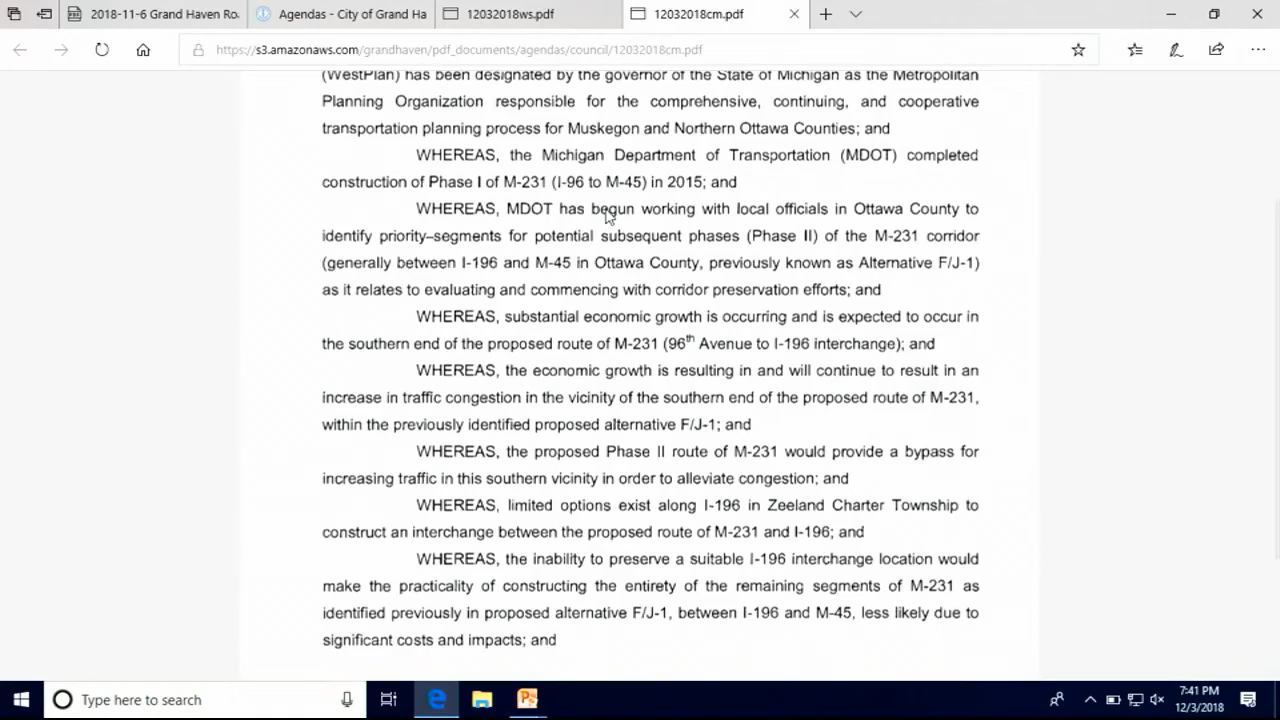 2018-11-6 Grand Haven Ro
Agendas - City of Grand Ha
12032018ws.pdf
12032018cm.pdf
https://s3.amazonaws.com/grandhaven/pdf_documents/agendas/council/12032018cm.pdf
(WestPlan) has been designated by the governor of the State of Michigan as the Metropolitan
Planning Organization responsible for the comprehensive, continuing, and cooperative
transportation planning process for Muskegon and Northern Ottawa Counties; and
WHEREAS, the Michigan Department of Transportation (MDOT) completed
construction of Phase I of M-231 (I-96 to M-45) in 2015; and
WHEREAS, MDOT has begun working with local officials in Ottawa County to
identify priority–segments for potential subsequent phases (Phase II) of the M-231 corridor
(generally between I-196 and M-45 in Ottawa County, previously known as Alternative F/J-1)
as it relates to evaluating and commencing with corridor preservation efforts; and
WHEREAS, substantial economic growth is occurring and is expected to occur in
the southern end of the proposed route of M-231 (96th Avenue to I-196 interchange); and
WHEREAS, the economic growth is resulting in and will continue to result in an
increase in traffic congestion in the vicinity of the southern end of the proposed route of M-231,
within the previously identified proposed alternative F/J-1; and
WHEREAS, the proposed Phase II route of M-231 would provide a bypass for
increasing traffic in this southern vicinity in order to alleviate congestion; and
WHEREAS, limited options exist along I-196 in Zeeland Charter Township to
construct an interchange between the proposed route of M-231 and I-196; and
WHEREAS, the inability to preserve a suitable I-196 interchange location would
make the practicality of constructing the entirety of the remaining segments of M-231 as
identified previously in proposed alternative F/J-1, between I-196 and M-45, less likely due to
significant costs and impacts; and
Type here to search
7:41 PM
12/3/2018